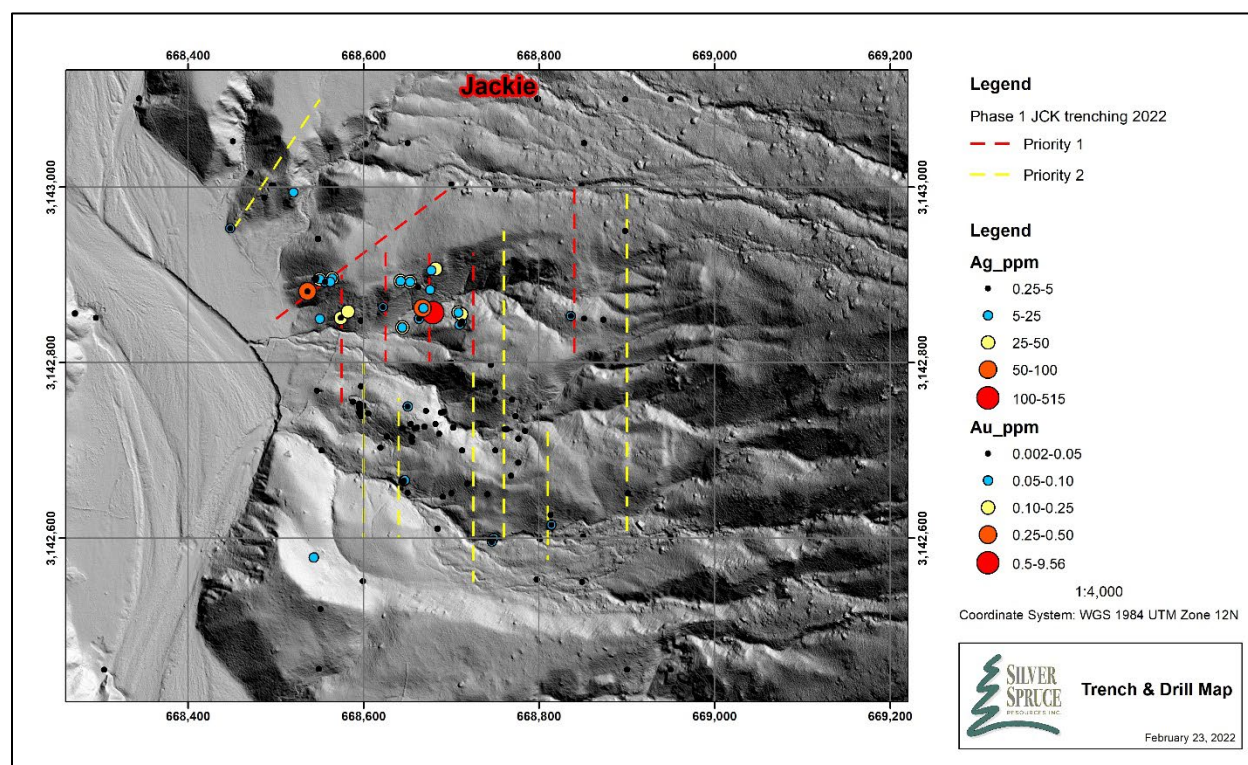 668,400 668,600 668,800 669,000 669,200
Jackie
3,143,000
3,142,800
3,142,600
3,143,000
3,142,800
3,142,600
668,400 668,600 668,800 669,000 669,200
Legend
Phase 1 JCK trenching 2022
Priority 1
Priority 2
Legend
Ag_ppm
0.25-5
5-25
25-50
50-100
100-515
Au_ppm
0.002-0.05
0.05-0.10
0.10-0.25
0.25-0.50
0.5-9.56
1:4,000
Coordinate System: WGS 1984 UTM Zone 12N
SILVER
SPRUCE
RESOURCES INC.
Trench & Drill Map
February 23, 2022